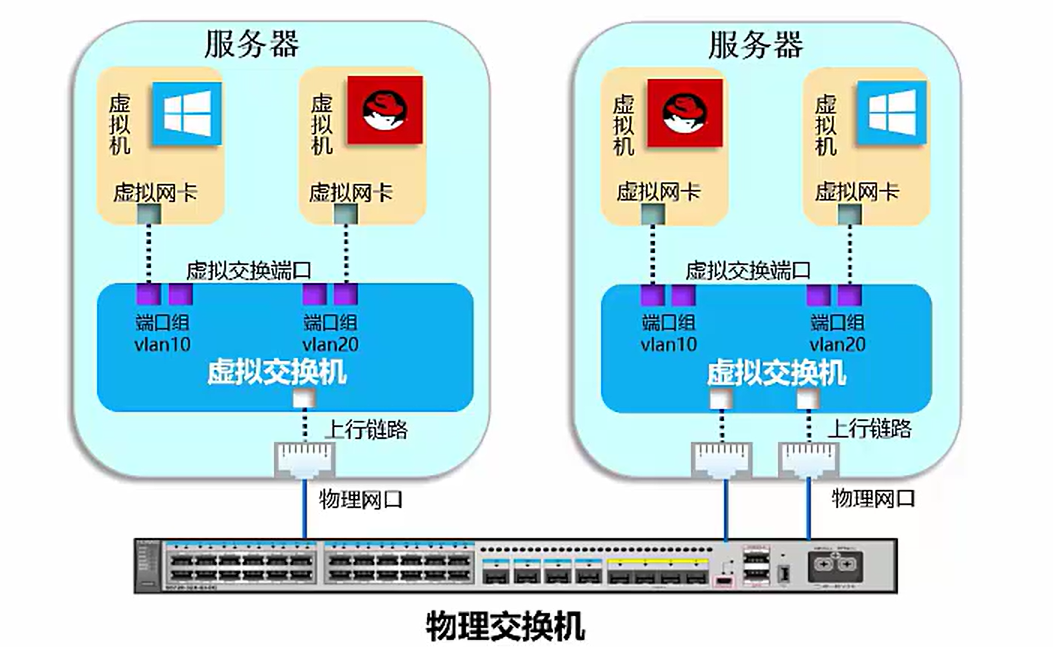 服务器
服务器
虚拟机
虚拟机
虚拟机
虚拟机
虚拟网卡
虚拟网卡
虚拟网卡
虚拟网卡
虚拟交换端口
虚拟交换端口
端口组
vlan10
端口组
vlan20
端口组
vlan10
端口组
vlan20
虚拟交换机
虚拟交换机
上行链路
上行链路
物理网口
物理网口
物理交换机